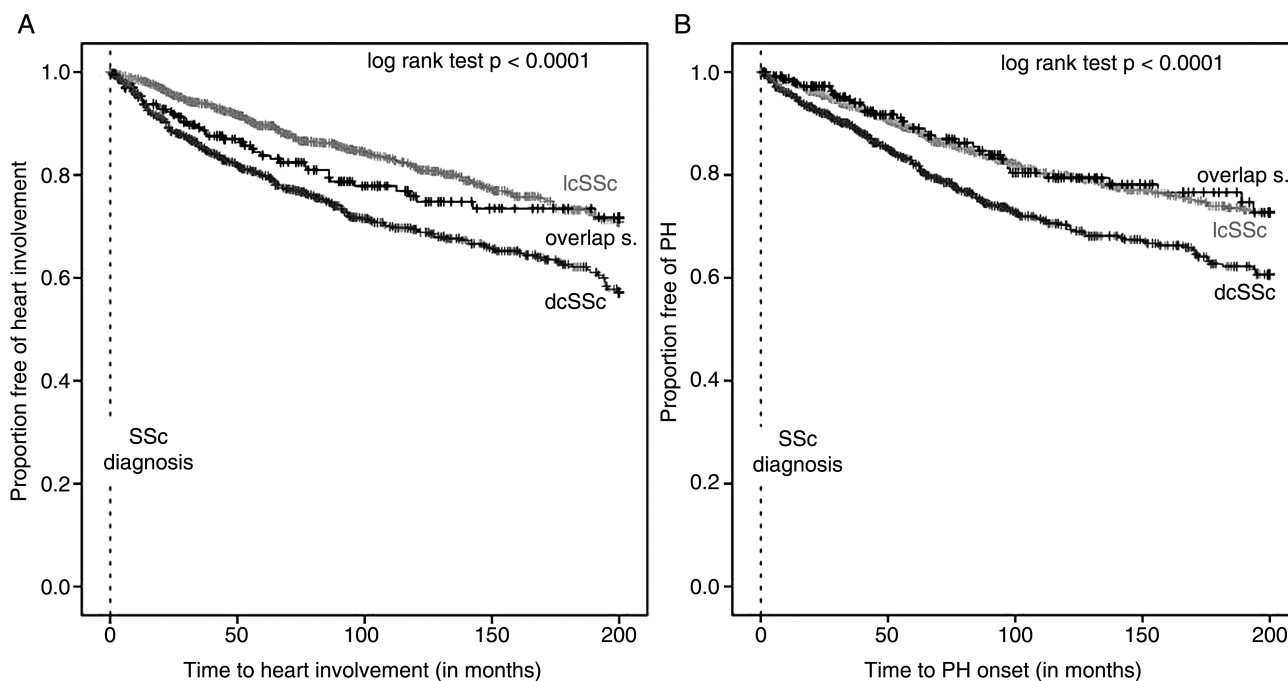 A
log rank test p < 0.0001
Proportion free of heart involvement
1.0
0.8
0.6
0.4
0.2
0.0
lcSSc
overlap s.
dcSSc
SSc
diagnosis
0
50
100
150
200
Time to heart involvement (in months)
B
log rank test p < 0.0001
Proportion free of PH
1.0
0.8
0.6
0.4
0.2
0.0
overlap s.
lcSSc
dcSSc
SSc
diagnosis
0
50
100
150
200
Time to PH onset (in months)